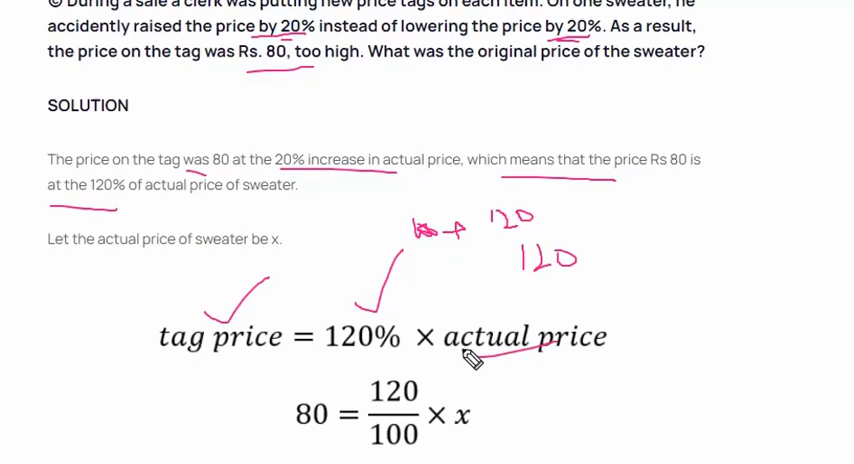 © During a sale a clerk was putting new price tags on each item. On one sweater, he
accidently raised the price by 20% instead of lowering the price by 20%. As a result,
the price on the tag was Rs. 80, too high. What was the original price of the sweater?
SOLUTION
The price on the tag was 80 at the 20% increase in actual price, which means that the price Rs 80 is
at the 120% of actual price of sweater.
120
Let the actual price of sweater be x.
120
tag price = 120% × actual price
80 = 120/100 × x